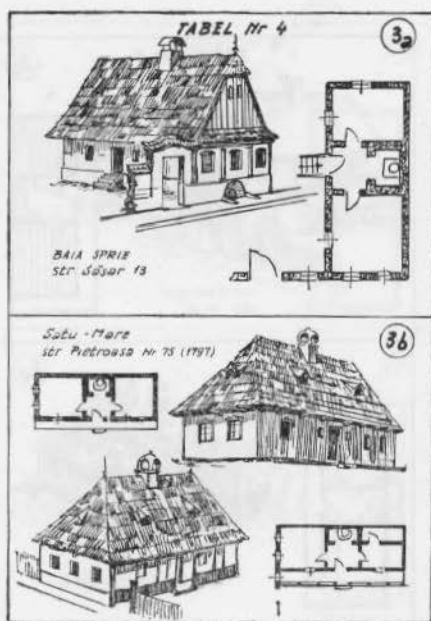 TABEL Nr 4
3a
BAIA SPRIE
str Săsar 13
Satu-Mare
str Pietroasa Nr 75 (1797)
3b